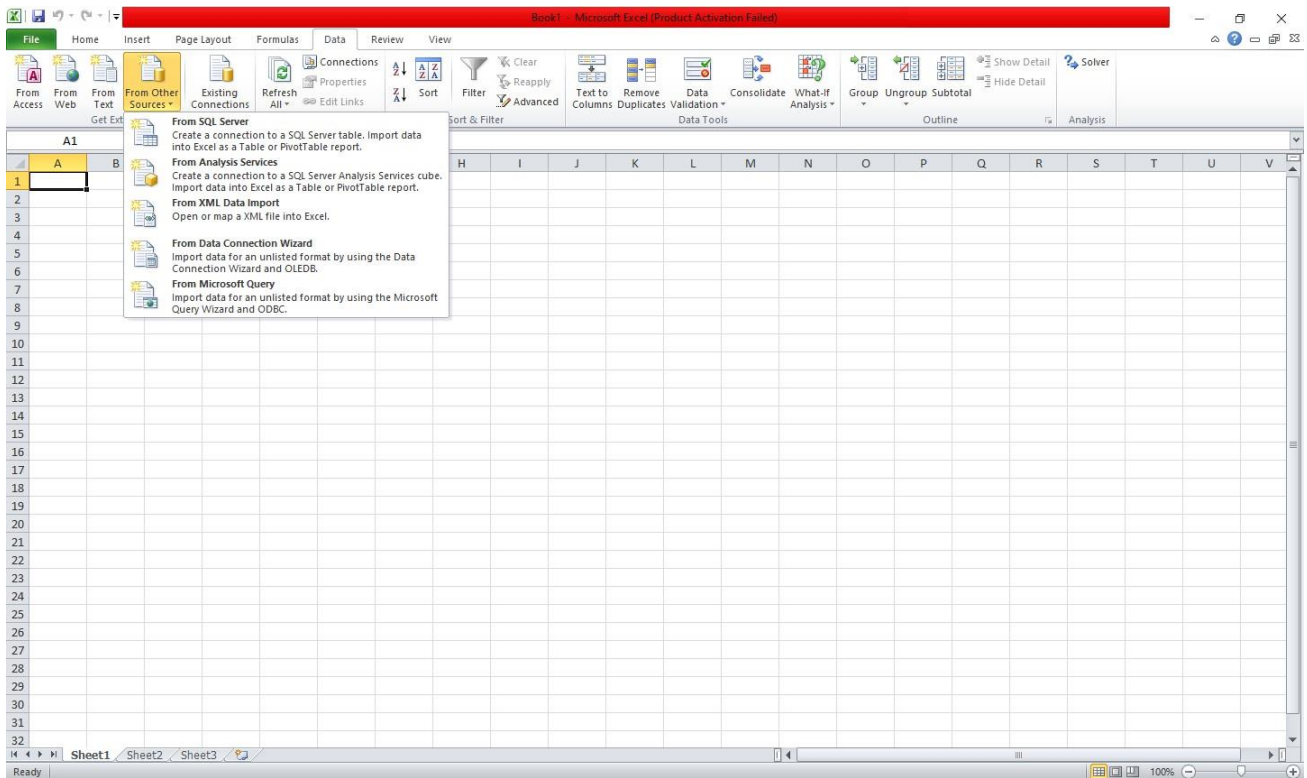 Book1 - Microsoft Excel (Product Activation Failed)
File Home Insert Page Layout Formulas Data Review View
From Access
From Web
From Text
From Other Sources
Existing Connections
Refresh All
Connections
Properties
Edit Links
Sort
Filter
Clear
Reapply
Advanced
Text to Columns
Remove Duplicates
Data Validation
Consolidate
What-If Analysis
Group
Ungroup
Subtotal
Show Detail
Hide Detail
Solver
Get Ext
Sort & Filter
Data Tools
Outline
Analysis
From SQL Server
Create a connection to a SQL Server table. Import data
into Excel as a Table or PivotTable report.
From Analysis Services
Create a connection to a SQL Server Analysis Services cube.
Import data into Excel as a Table or PivotTable report.
From XML Data Import
Open or map a XML file into Excel.
From Data Connection Wizard
Import data for an unlisted format by using the Data
Connection Wizard and OLEDB.
From Microsoft Query
Import data for an unlisted format by using the Microsoft
Query Wizard and ODBC.
A1
A B H I J K L M N O P Q R S T U V
1
2
3
4
5
6
7
8
9
10
11
12
13
14
15
16
17
18
19
20
21
22
23
24
25
26
27
28
29
30
31
32
Sheet1 Sheet2 Sheet3
Ready 100%